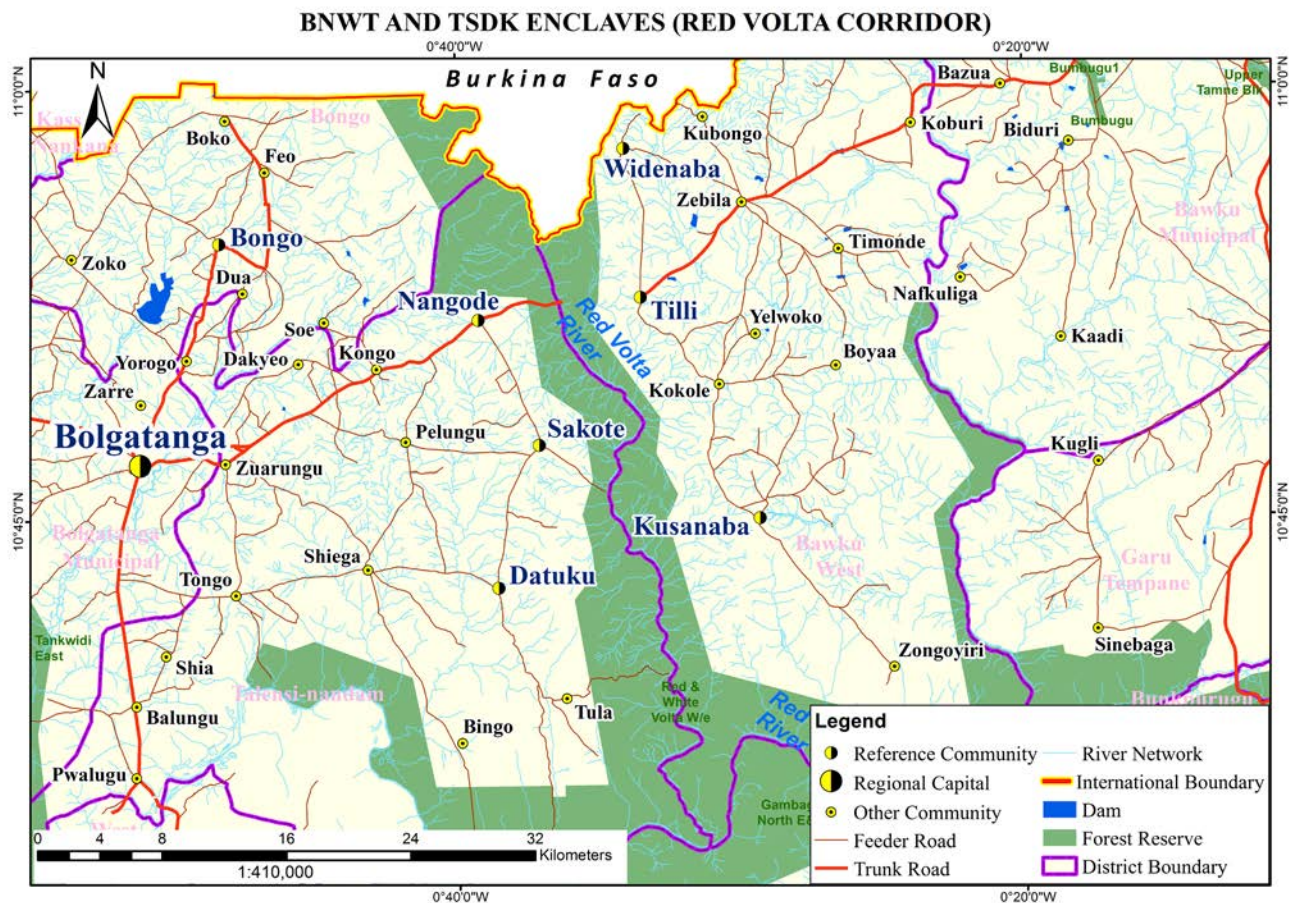 BNWT AND TSDK ENCLAVES (RED VOLTA CORRIDOR)
0°40'0"W
0°20'0"W
11°0'0"N
11°0'0"N
N
Burkina Faso
Bazua
Bumbugu1
Upper
Tamne Blk
Kass
Nankana
Boko
Bongo
Kubongo
Koburi
Biduri
Bumbugu
Feo
Widenaba
Zebila
Bawku
Municipal
Bongo
Zoko
Timonde
Dua
Nafkuliga
Nangode
Tilli
Soe
Red Volta
River
Yelwoko
Kaadi
Yorogo
Dakyeo
Kongo
Boyaa
Zarre
Kokole
Bolgatanga
Pelungu
Sakote
Kugli
Zuarungu
10°45'0"N
10°45'0"N
Kusanaba
Bolgatanga
Municipal
Bawku
West
Shiega
Garu
Tempane
Tongo
Datuku
Tankwidi
East
Shia
Zongoyiri
Sinebaga
Talensi-nandam
Red &
White
Volta W/e
Red
River
Balungu
Tula
Bingo
Pwalugu
Gambag
North E&
West
Legend
Reference Community
Regional Capital
Other Community
Feeder Road
Trunk Road
River Network
International Boundary
Dam
Forest Reserve
District Boundary
0 4 8 16 24 32
Kilometers
1:410,000
0°40'0"W
0°20'0"W